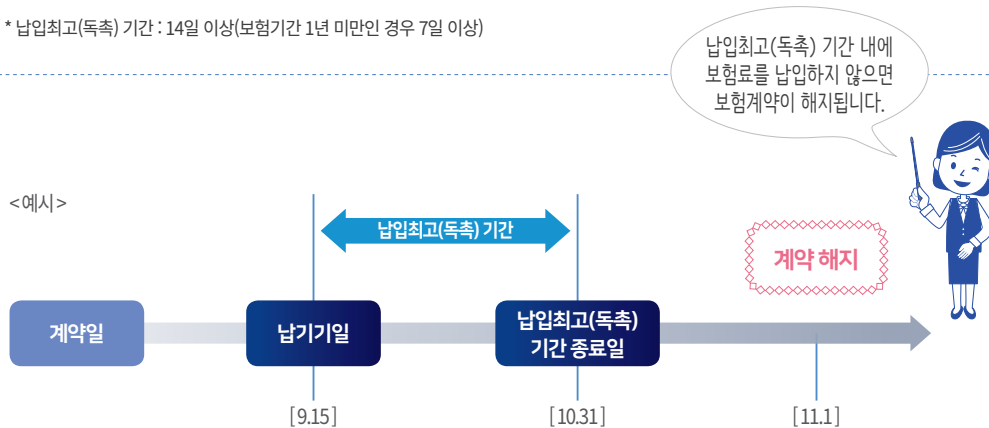 * 납입최고(독촉) 기간 : 14일 이상(보험기간 1년 미만인 경우 7일 이상)
납입최고(독촉) 기간 내에
보험료를 납입하지 않으면
보험계약이 해지됩니다.
<예시>
납입최고(독촉) 기간
계약 해지
계약일
납기기일
납입최고(독촉)
기간 종료일
[9.15]
[10.31]
[11.1]